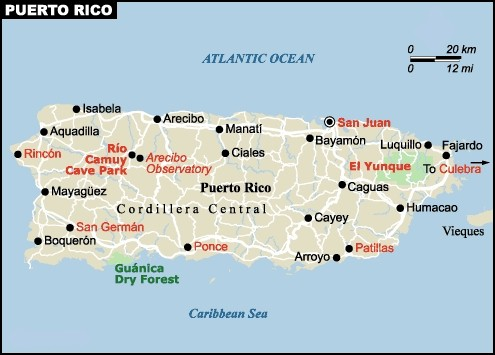 PUERTO RICO
ATLANTIC OCEAN
0 20 km
0 12 mi
Isabela
Aquadilla
Arecibo
Manatí
San Juan
Bayamón
Luquillo
Fajardo
Rincón
Río
Camuy
Cave Park
Arecibo
Observatory
Ciales
El Yunque
To Culebra
Mayagüez
Puerto Rico
Caguas
Cordillera Central
Humacao
San Germán
Cayey
Vieques
Boquerón
Ponce
Patillas
Arroyo
Guánica
Dry Forest
Caribbean Sea